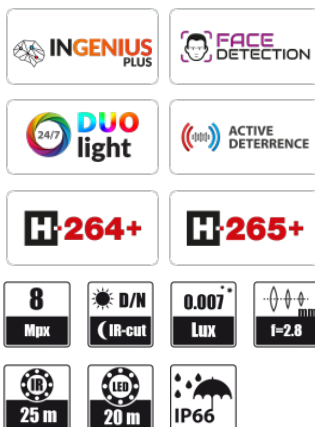 INGENIUS
PLUS
FACE
DETECTION
24/7
DUO
light
ACTIVE
DETERRENCE
H.264+
H.265+
8
Mpx
D/N
IR-cut
0.007**
Lux
mm
f=2.8
IR
25 m
LED
20 m
IP66